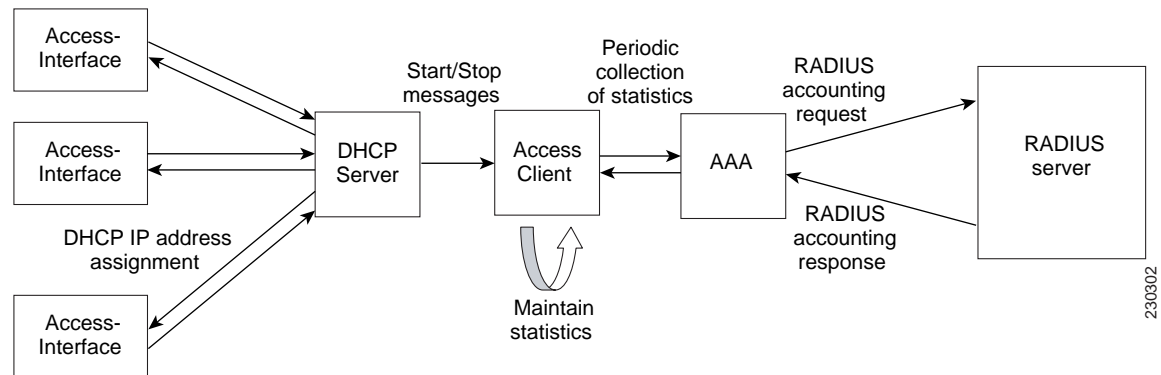 Access-
Interface
Access-
Interface
DHCP IP address
assignment
Access-
Interface
DHCP
Server
Start/Stop
messages
Access
Client
Maintain
statistics
Periodic
collection
of statistics
AAA
RADIUS
accounting
request
RADIUS
accounting
response
RADIUS
server
230302